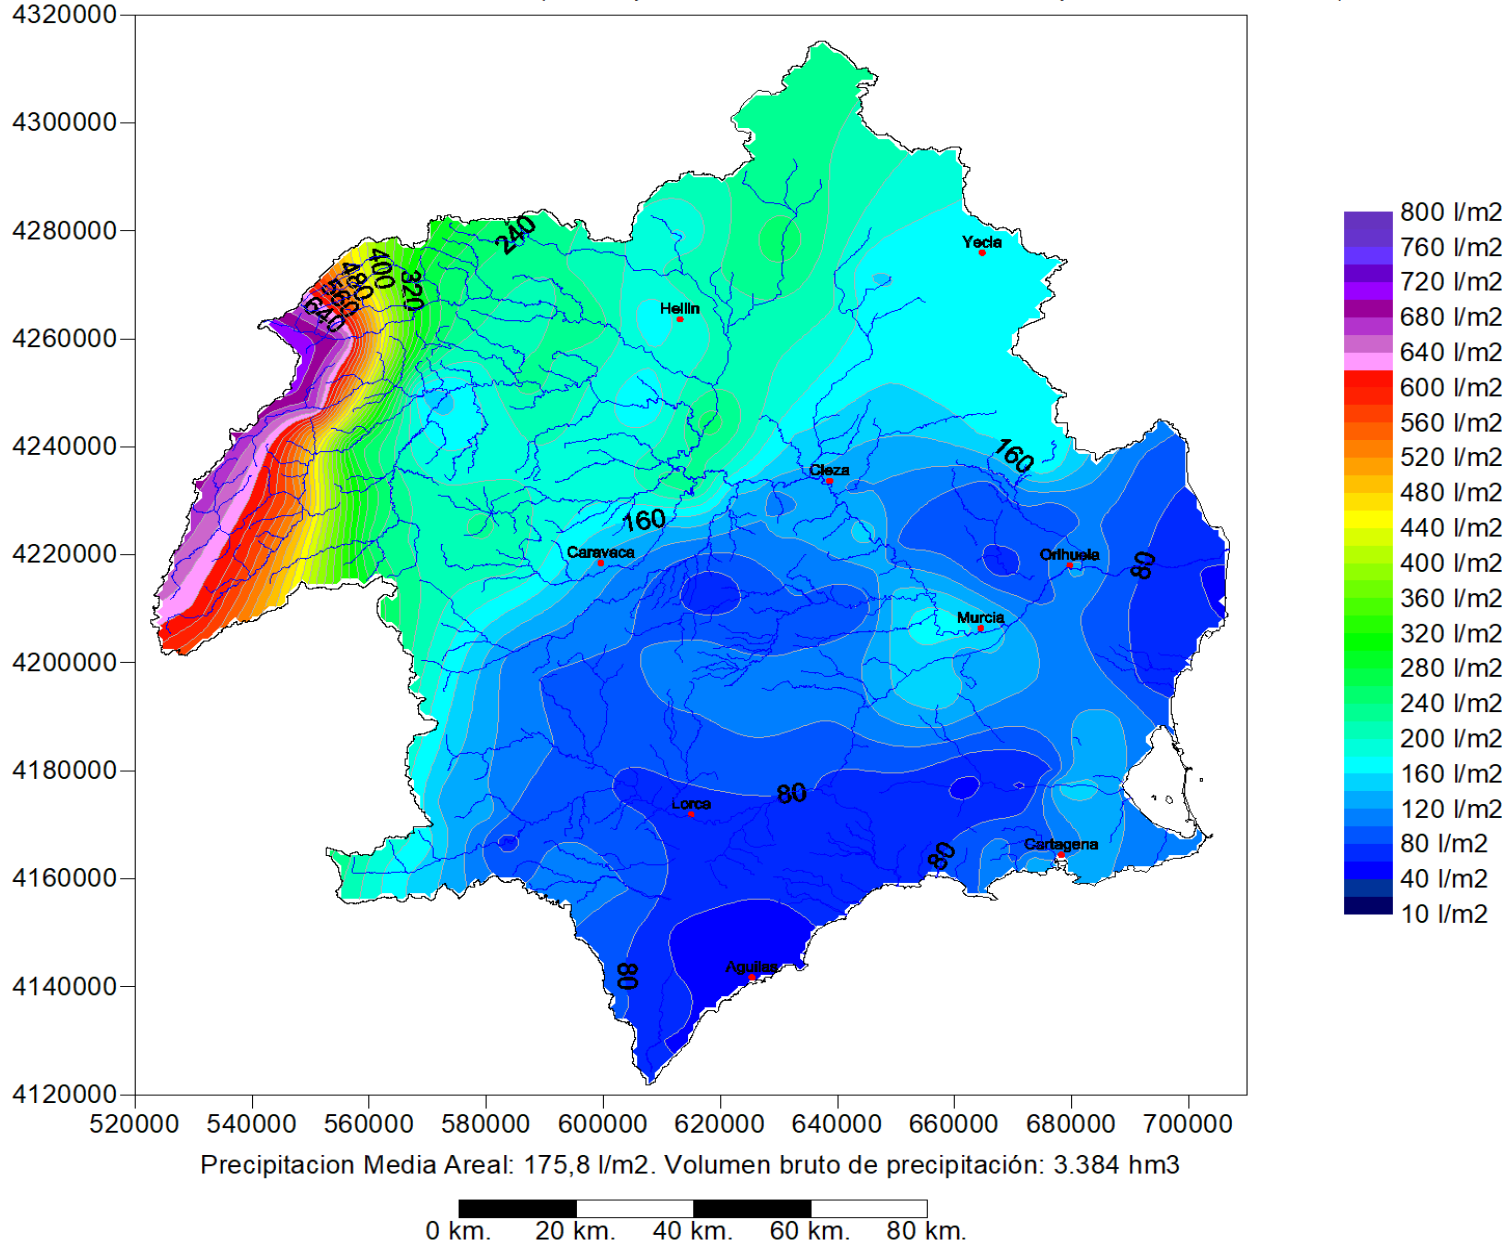 4320000
4300000
4280000
4260000
4240000
4220000
4200000
4180000
4160000
4140000
4120000
520000 540000 560000 580000 600000 620000 640000 660000 680000 700000
240
320
400
480
560
640
160
160
80
80
80
80
Yecla
Hellin
Cieza
Caravaca
Orihuela
Murcia
Lorca
Cartagena
Aguilas
800 l/m2
760 l/m2
720 l/m2
680 l/m2
640 l/m2
600 l/m2
560 l/m2
520 l/m2
480 l/m2
440 l/m2
400 l/m2
360 l/m2
320 l/m2
280 l/m2
240 l/m2
200 l/m2
160 l/m2
120 l/m2
80 l/m2
40 l/m2
10 l/m2
Precipitacion Media Areal: 175,8 l/m2. Volumen bruto de precipitación: 3.384 hm3
0 km. 20 km. 40 km. 60 km. 80 km.